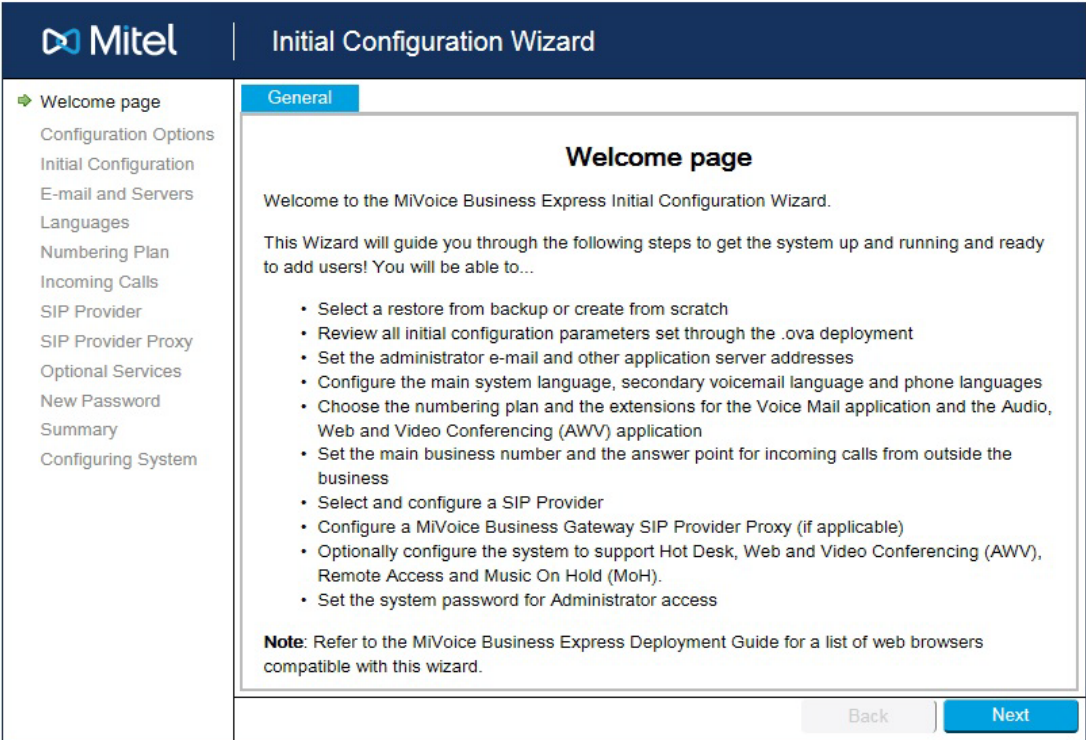 Mitel
Initial Configuration Wizard
Welcome page
Configuration Options
Initial Configuration
E-mail and Servers
Languages
Numbering Plan
Incoming Calls
SIP Provider
SIP Provider Proxy
Optional Services
New Password
Summary
Configuring System
General
Welcome page
Welcome to the MiVoice Business Express Initial Configuration Wizard.
This Wizard will guide you through the following steps to get the system up and running and ready
to add users! You will be able to...
• Select a restore from backup or create from scratch
• Review all initial configuration parameters set through the .ova deployment
• Set the administrator e-mail and other application server addresses
• Configure the main system language, secondary voicemail language and phone languages
• Choose the numbering plan and the extensions for the Voice Mail application and the Audio,
Web and Video Conferencing (AWV) application
• Set the main business number and the answer point for incoming calls from outside the
business
• Select and configure a SIP Provider
• Configure a MiVoice Business Gateway SIP Provider Proxy (if applicable)
• Optionally configure the system to support Hot Desk, Web and Video Conferencing (AWV),
Remote Access and Music On Hold (MoH).
• Set the system password for Administrator access
Note: Refer to the MiVoice Business Express Deployment Guide for a list of web browsers
compatible with this wizard.
Back
Next